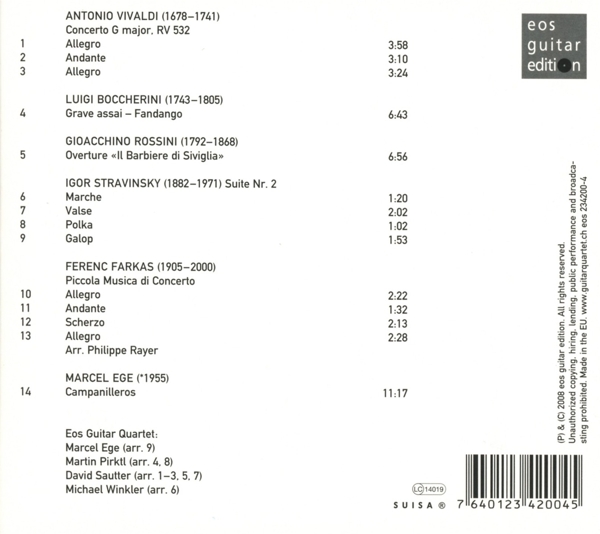 ANTONIO VIVALDI (1678–1741)
Concerto G major, RV 532
1 Allegro 3:58
2 Andante 3:10
3 Allegro 3:24
LUIGI BOCCHERINI (1743–1805)
4 Grave assai – Fandango 6:43
GIOACCHINO ROSSINI (1792–1868)
5 Overture «Il Barbiere di Siviglia» 6:56
IGOR STRAVINSKY (1882–1971) Suite Nr. 2
6 Marche 1:20
7 Valse 2:02
8 Polka 1:02
9 Galop 1:53
FERENC FARKAS (1905–2000)
Piccola Musica di Concerto
10 Allegro 2:22
11 Andante 1:32
12 Scherzo 2:13
13 Allegro 2:28
Arr. Philippe Rayer
MARCEL EGE (*1955)
14 Campanilleros 11:17
Eos Guitar Quartet:
Marcel Ege (arr. 9)
Martin Pirktl (arr. 4, 8)
David Sautter (arr. 1–3, 5, 7)
Michael Winkler (arr. 6)
eos
guitar
edition
(P) & (C) 2008 eos guitar edition. All rights reserved.
Unauthorized copying, hiring, lending, public performance and broadca-
sting prohibited. Made in the EU. www.guitarquartet.ch eos 234200-4
LC 14019
SUISA ®
7 640123 420045